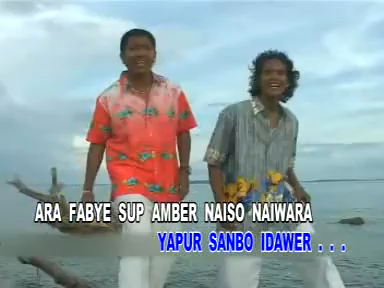 ARA FABYE SUP AMBER NAISO NAIWARA
YAPUR SANBO IDAWER . . .